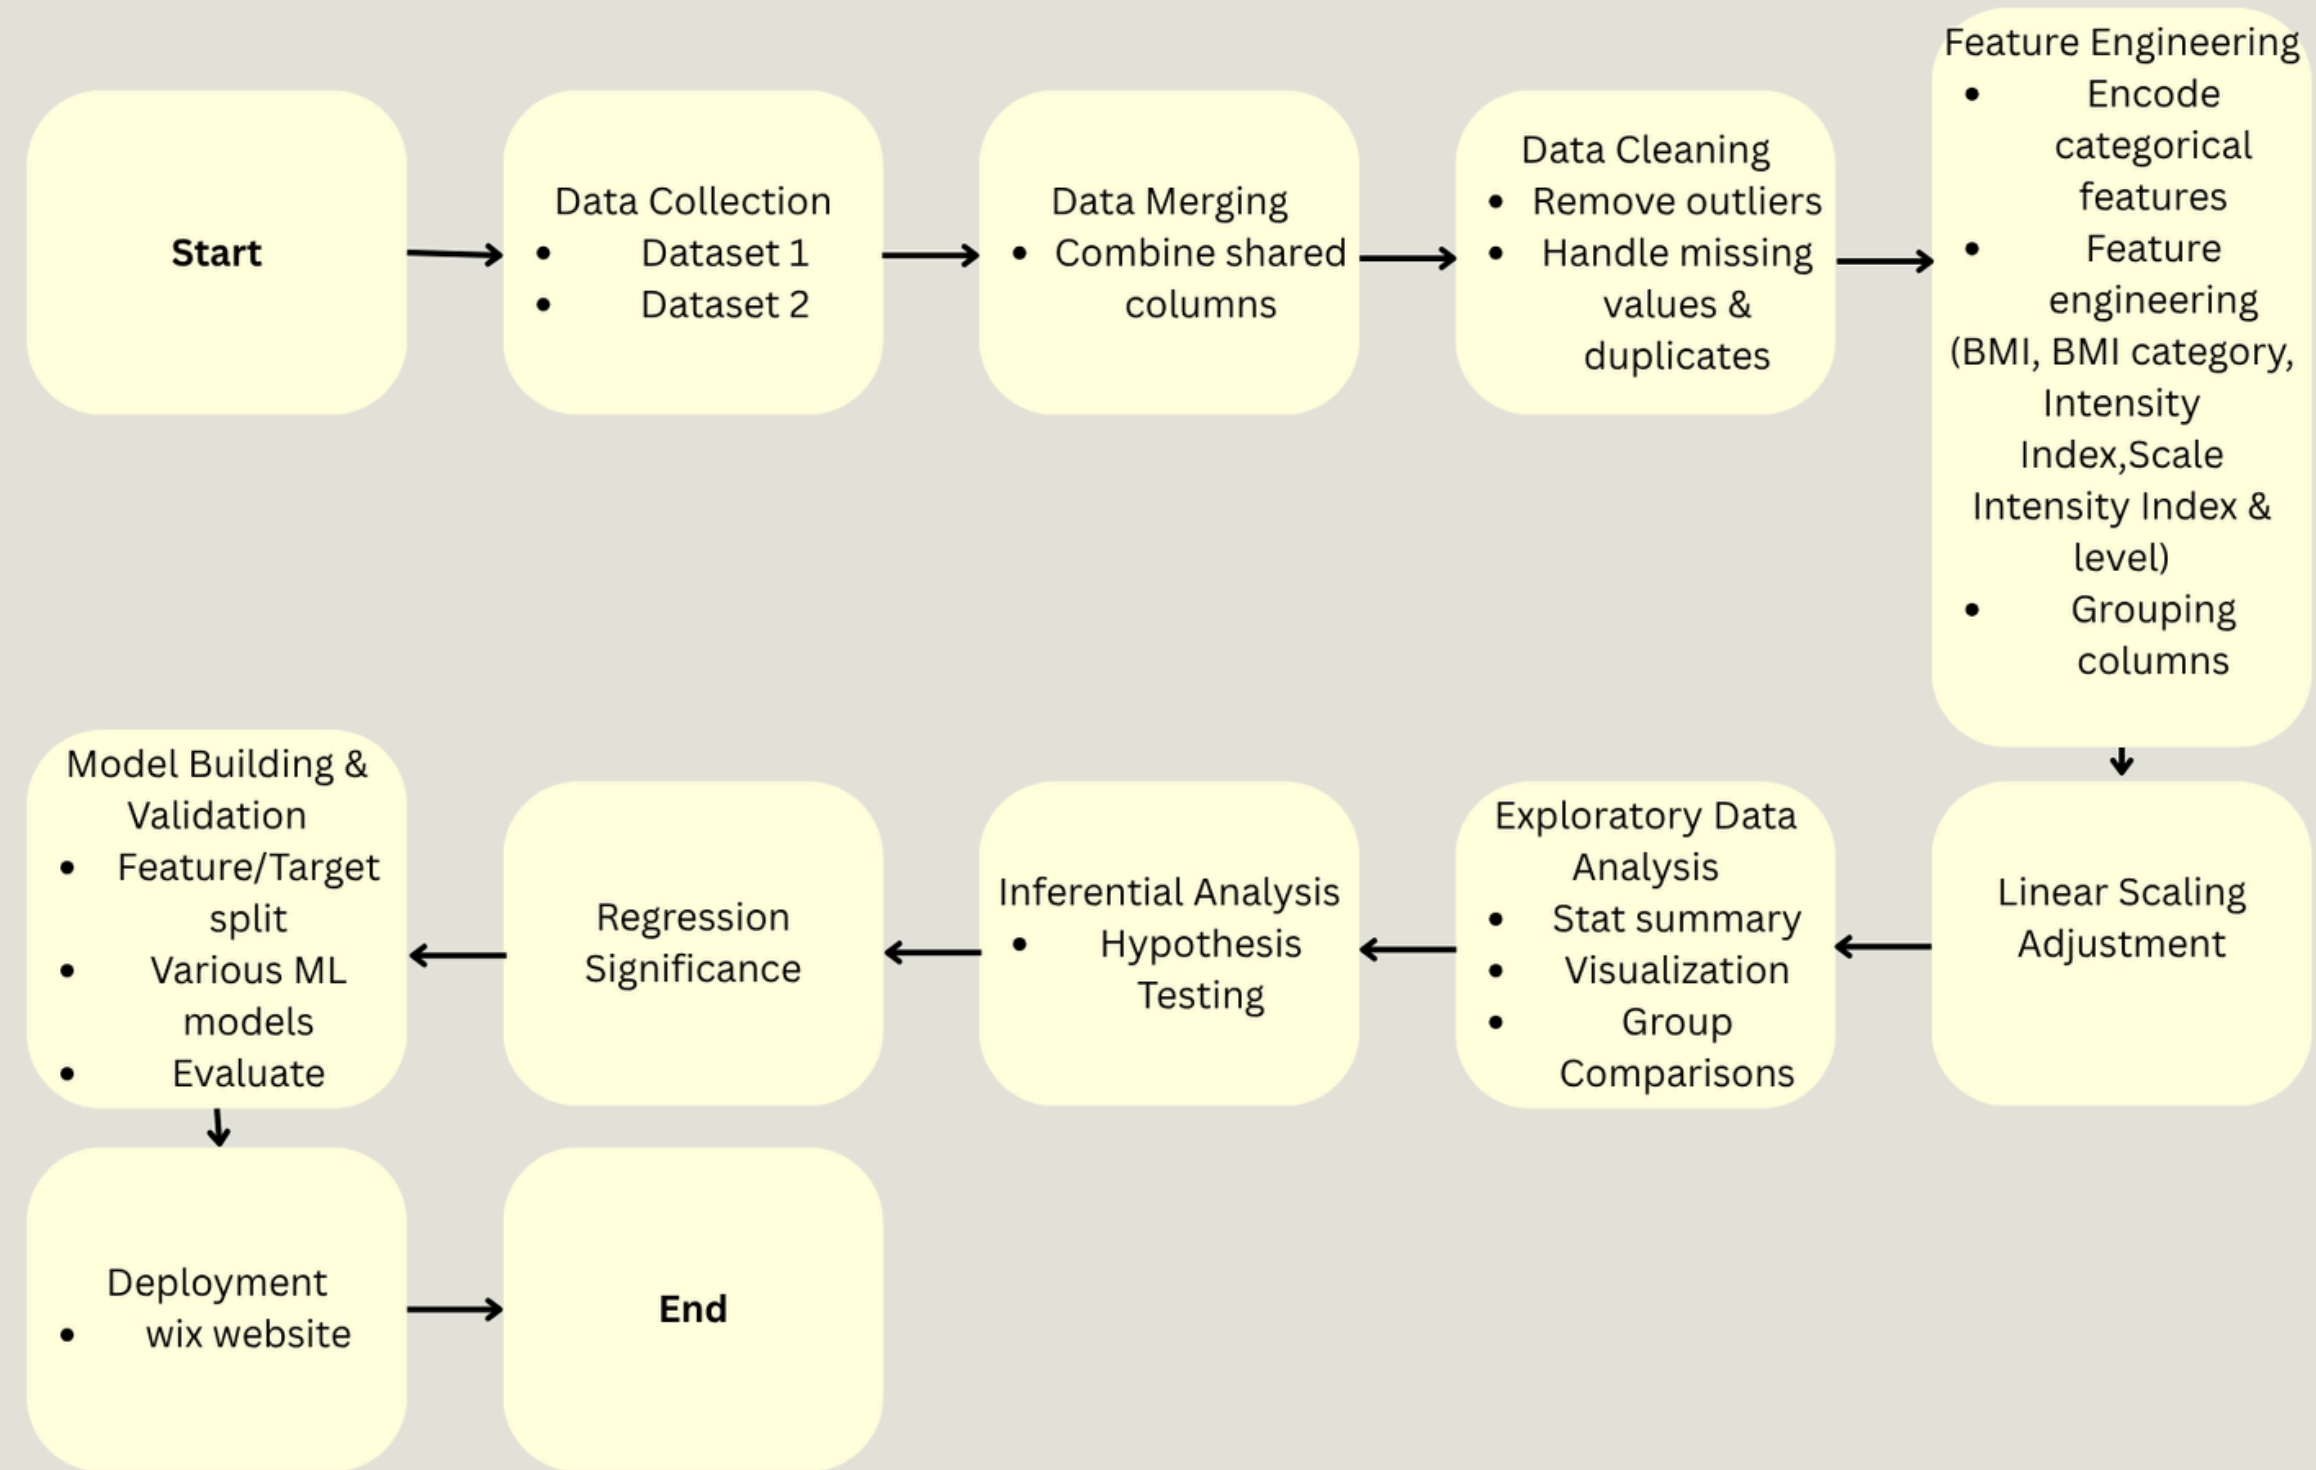 Start
Data Collection
• Dataset 1
• Dataset 2
Data Merging
• Combine shared
columns
Data Cleaning
• Remove outliers
• Handle missing
values &
duplicates
Feature Engineering
• Encode
categorical
features
• Feature
engineering
(BMI, BMI category,
Intensity
Index,Scale
Intensity Index &
level)
• Grouping
columns
Linear Scaling
Adjustment
Exploratory Data
Analysis
• Stat summary
• Visualization
• Group
Comparisons
Inferential Analysis
• Hypothesis
Testing
Regression
Significance
Model Building &
Validation
• Feature/Target
split
• Various ML
models
• Evaluate
Deployment
• wix website
End